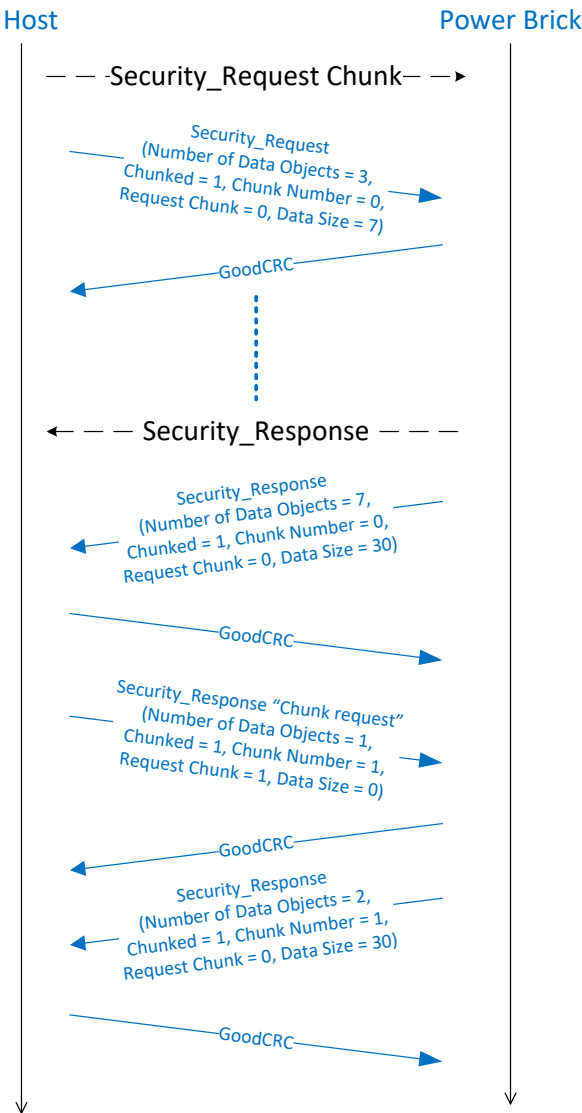 Host
Power Brick
Security_Request Chunk
Security_Request
(Number of Data Objects = 3,
Chunked = 1, Chunk Number = 0,
Request Chunk = 0, Data Size = 7)
GoodCRC
Security_Response
Security_Response
(Number of Data Objects = 7,
Chunked = 1, Chunk Number = 0,
Request Chunk = 0, Data Size = 30)
GoodCRC
Security_Response “Chunk request”
(Number of Data Objects = 1,
Chunked = 1, Chunk Number = 1,
Request Chunk = 1, Data Size = 0)
GoodCRC
Security_Response
(Number of Data Objects = 2,
Chunked = 1, Chunk Number = 1,
Request Chunk = 0, Data Size = 30)
GoodCRC